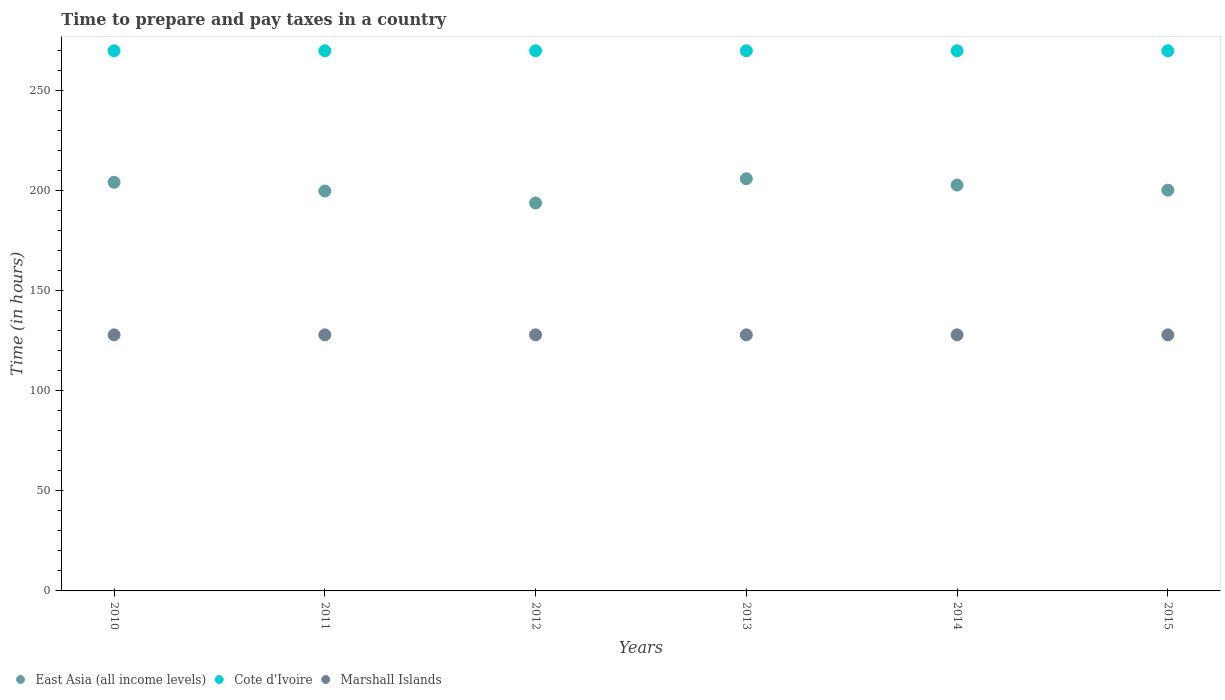 Time to prepare and pay taxes in a country
Time (in hours)
250
200
150
100
50
0
2010
2011
2012
2013
2014
2015
Years
East Asia (all income levels)
Cote d'Ivoire
Marshall Islands